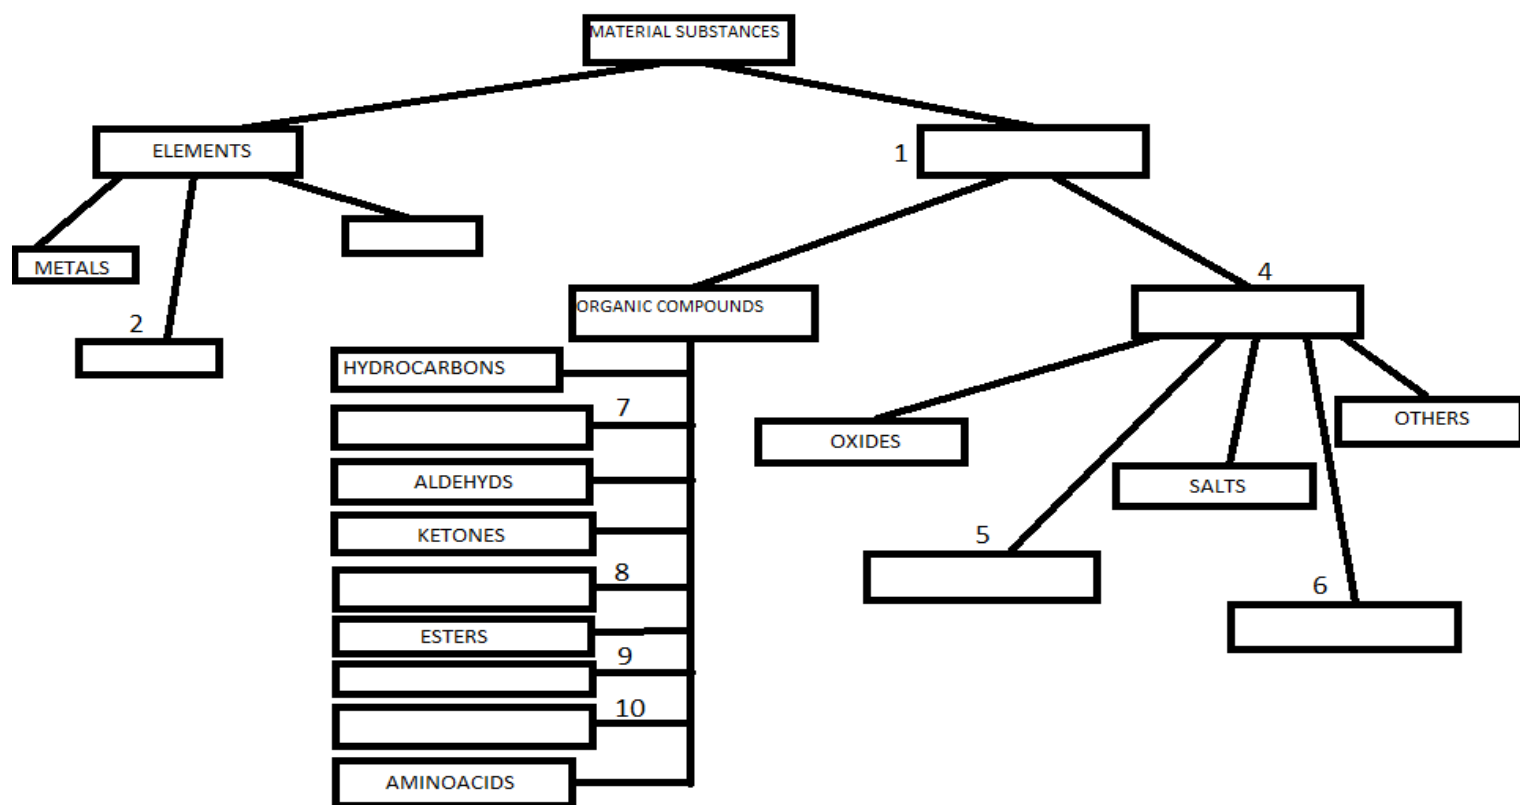 MATERIAL SUBSTANCES
ELEMENTS
1
METALS
2
ORGANIC COMPOUNDS
4
HYDROCARBONS
7
ALDEHYDS
KETONES
8
ESTERS
9
10
AMINOACIDS
OXIDES
SALTS
OTHERS
5
6